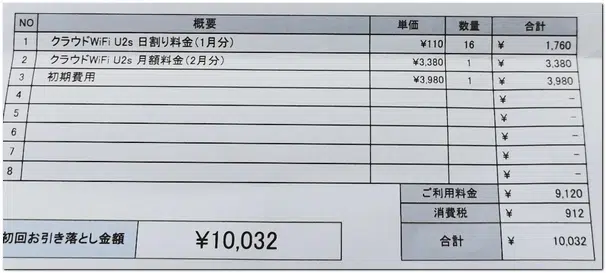 NO 概要 単価 数量 合計
1 クラウドWiFi U2s 日割り料金(1月分) ¥110 16 ¥ 1,760
2 クラウドWiFi U2s 月額料金(2月分) ¥3,380 1 ¥ 3,380
3 初期費用 ¥3,980 1 ¥ 3,980
4 ¥ -
5 ¥ -
6 ¥ -
7 ¥ -
8 ¥ -
ご利用料金 ¥ 9,120
消費税 ¥ 912
初回お引き落とし金額 ¥10,032 合計 ¥ 10,032